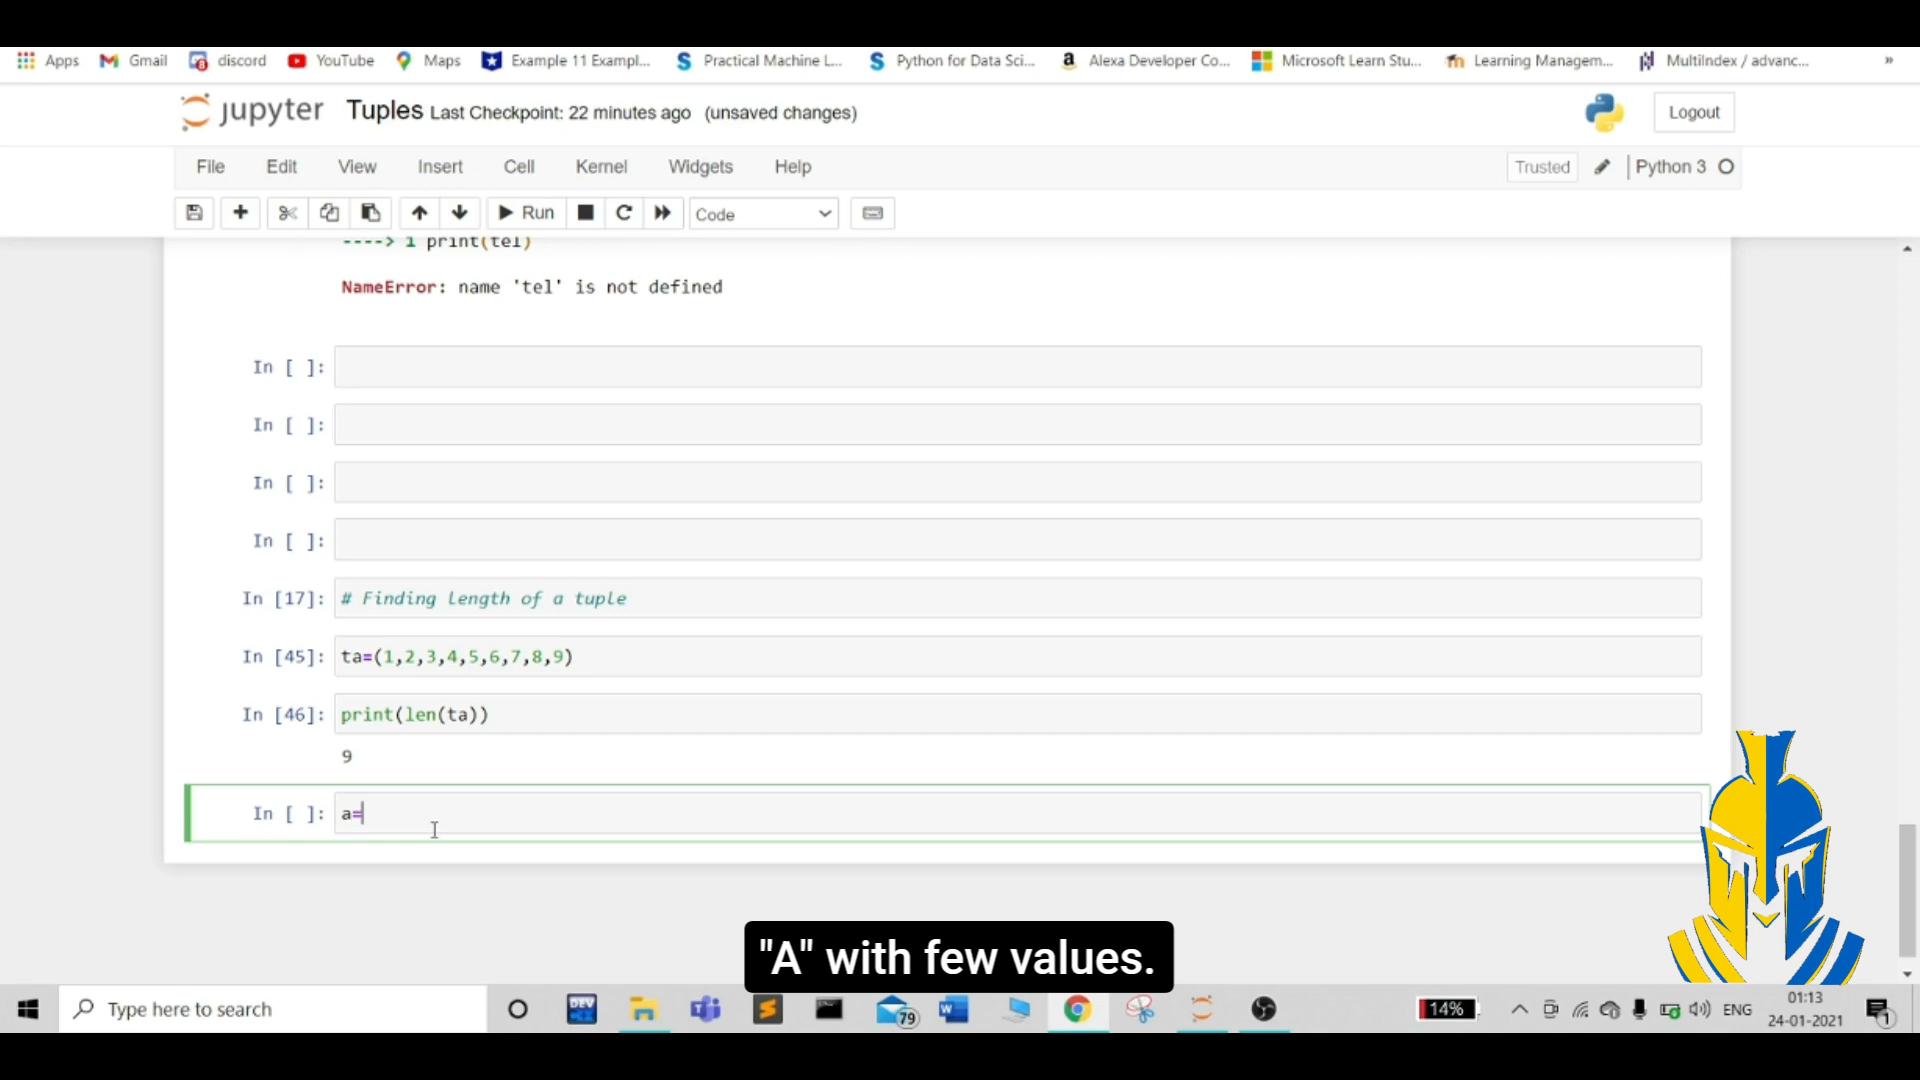 Apps Gmail discord YouTube Maps Example 11 Exampl... Practical Machine L... Python for Data Sci... Alexa Developer Co... Microsoft Learn Stu... Learning Managem... MultiIndex / advanc... »
jupyter Tuples Last Checkpoint: 22 minutes ago (unsaved changes) Logout
File Edit View Insert Cell Kernel Widgets Help Trusted Python 3
Run Code
----> 1 print(tel)
NameError: name 'tel' is not defined
In [ ]:
In [ ]:
In [ ]:
In [ ]:
In [17]: # Finding length of a tuple
In [45]: ta=(1,2,3,4,5,6,7,8,9)
In [46]: print(len(ta))
9
In [ ]: a=
"A" with few values.
Type here to search DEV 79 14% ENG 01:13
24-01-2021 1